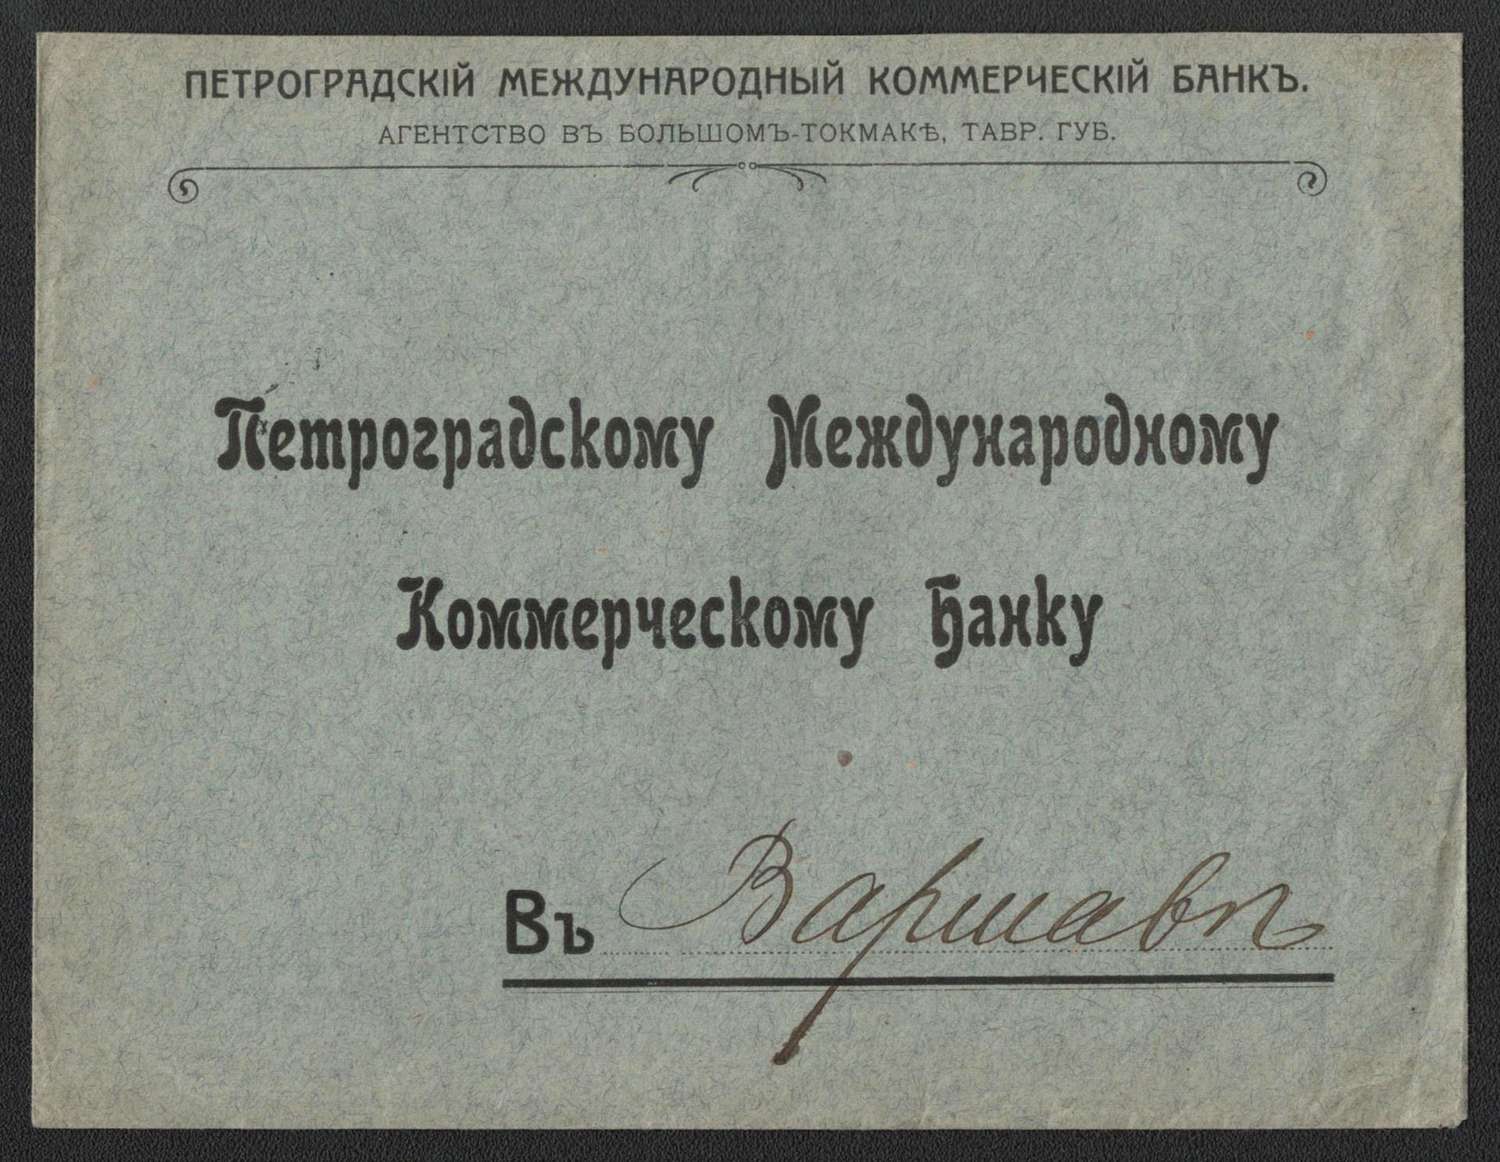 ПЕТРОГРАДСКІЙ МЕЖДУНАРОДНЫЙ КОММЕРЧЕСКІЙ БАНКЪ.
АГЕНТСТВО ВЪ БОЛЬШОМЪ-ТОКМАКѢ, ТАВР. ГУБ.
Петроградскому Международному
Коммерческому Банку
Въ Варшавѣ